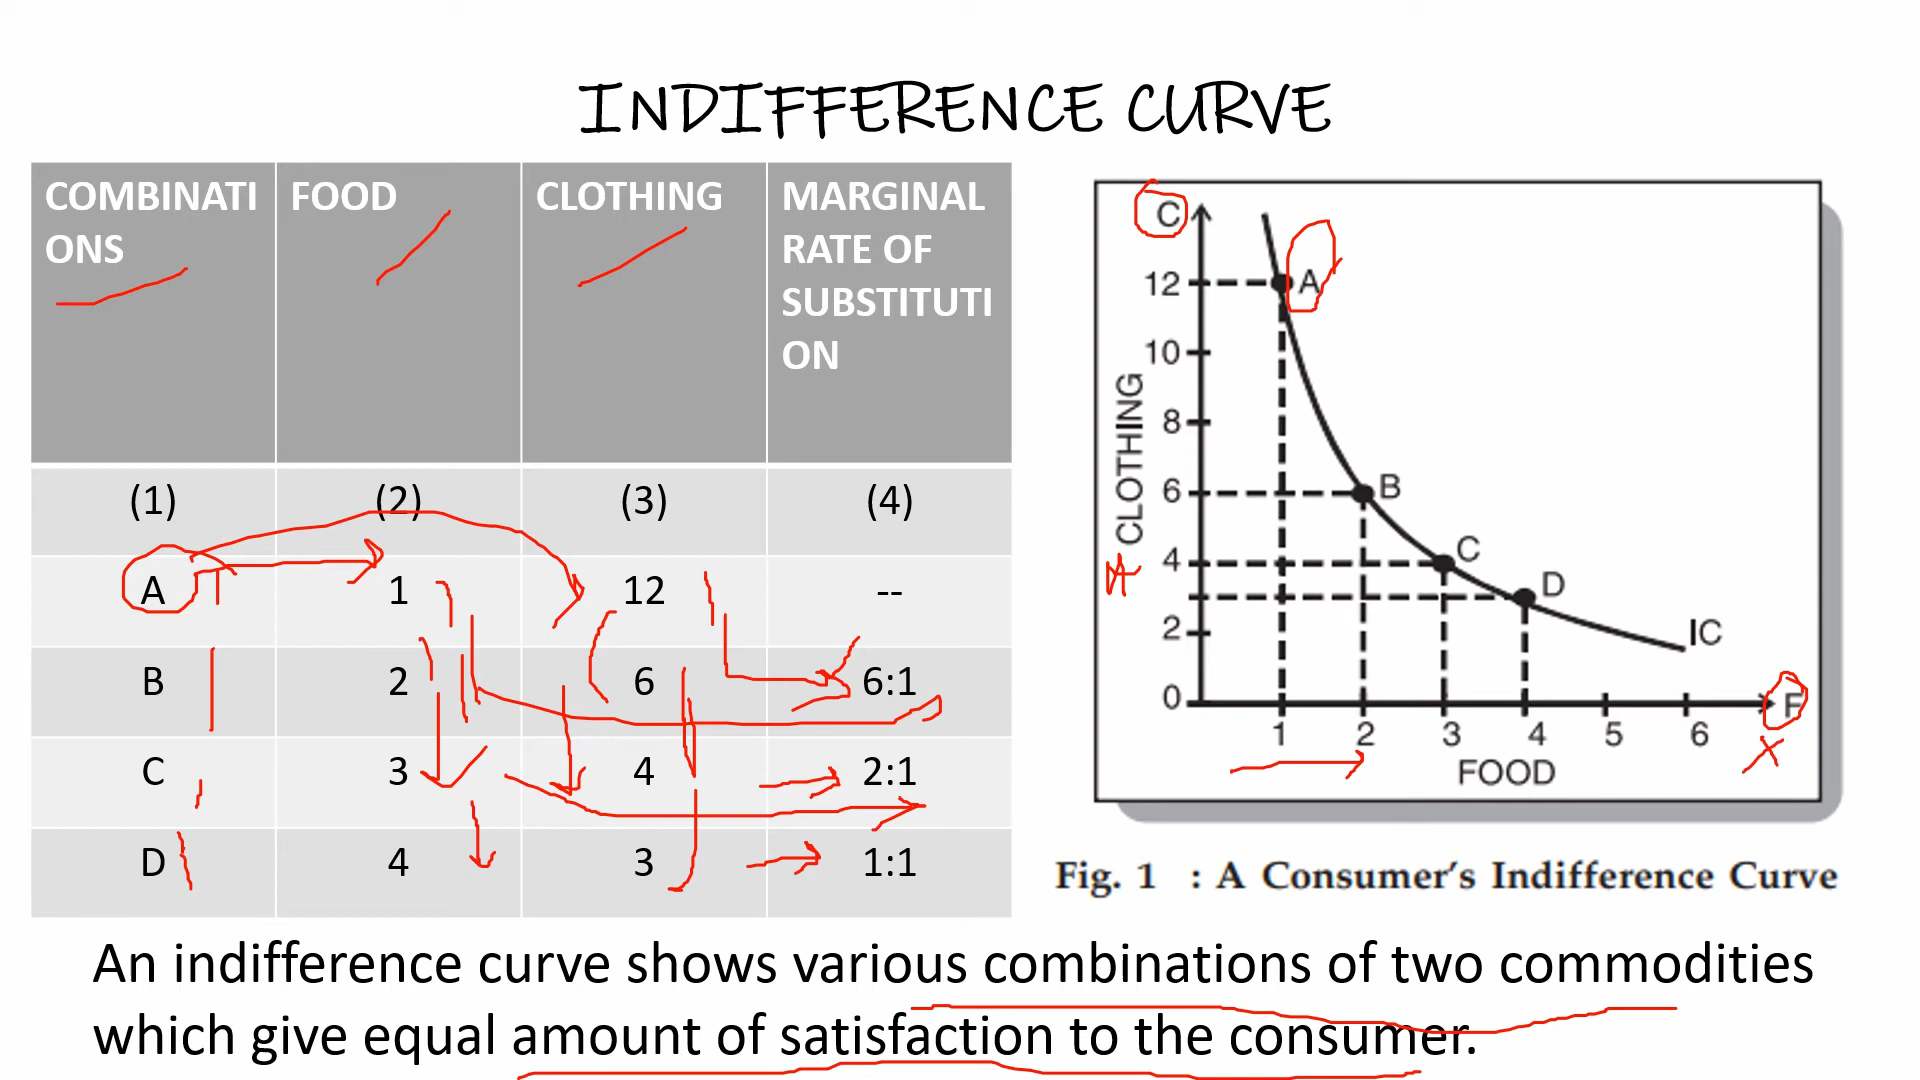 INDIFFERENCE CURVE
COMBINATI
ONS
FOOD
CLOTHING
MARGINAL
RATE OF
SUBSTITUTI
ON
(1) (2) (3) (4)
A 1 12 --
B 2 6 6:1
C 3 4 2:1
D 4 3 1:1
C
12
10
8
6
4
2
0
CLOTHING
A
B
C
D
IC
F
1 2 3 4 5 6
X
FOOD
Fig. 1 : A Consumer's Indifference Curve
An indifference curve shows various combinations of two commodities
which give equal amount of satisfaction to the consumer.